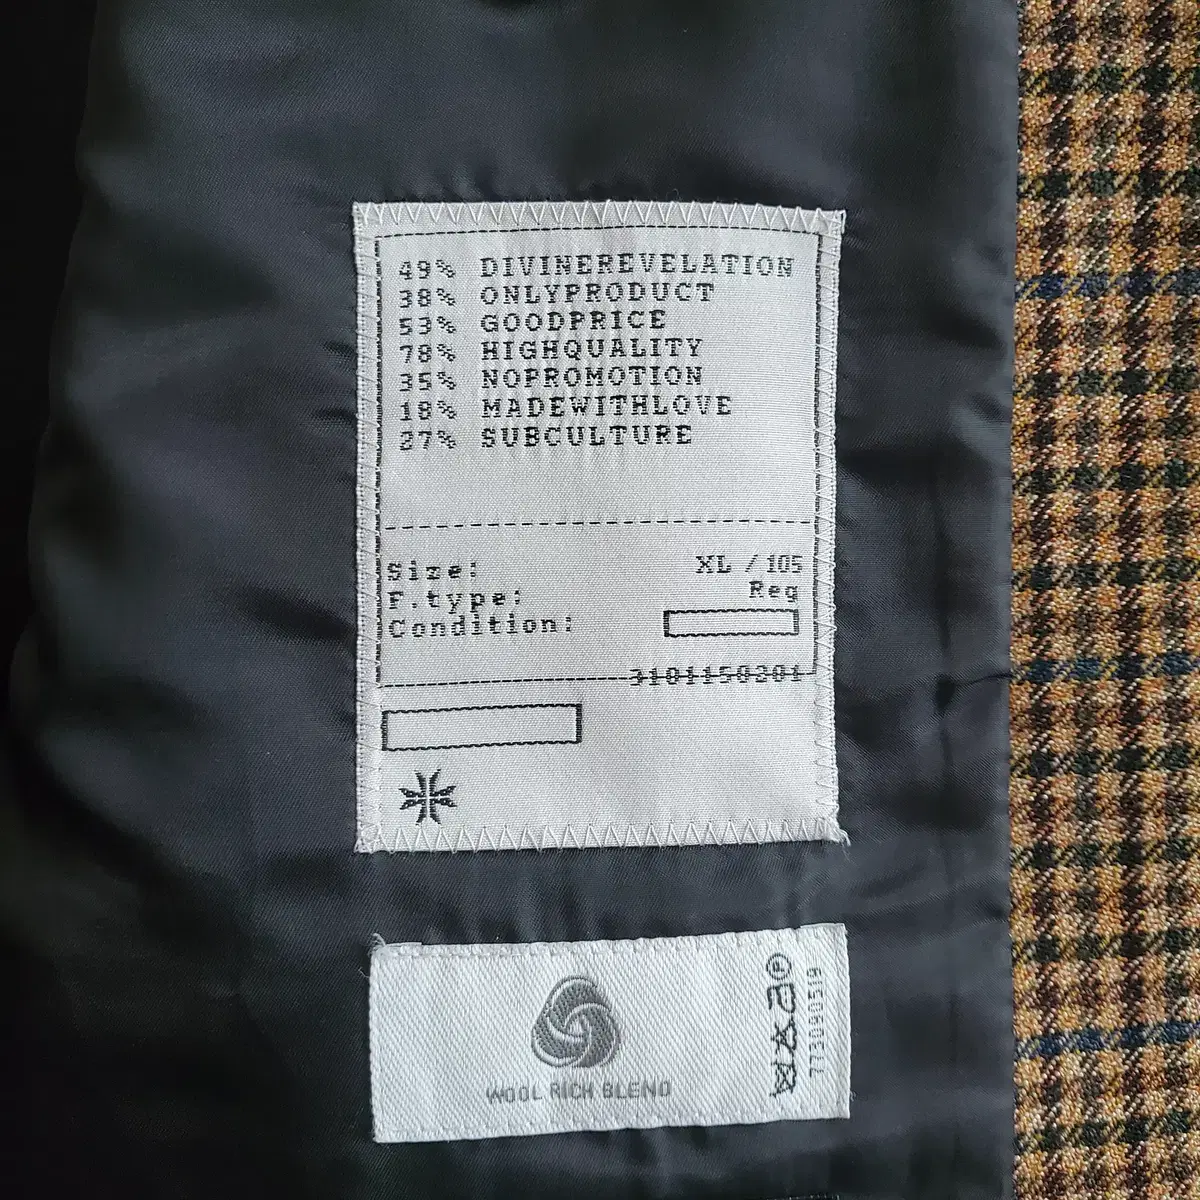 49% DIVINEREVELATION
38% ONLYPRODUCT
53% GOODPRICE
78% HIGHQUALITY
35% NOPROMOTION
18% MADEWITHLOVE
27% SUBCULTURE
Size: XL / 105
F.type: Reg
Condition:
3101150201
WOOL RICH BLEND
P
773090519